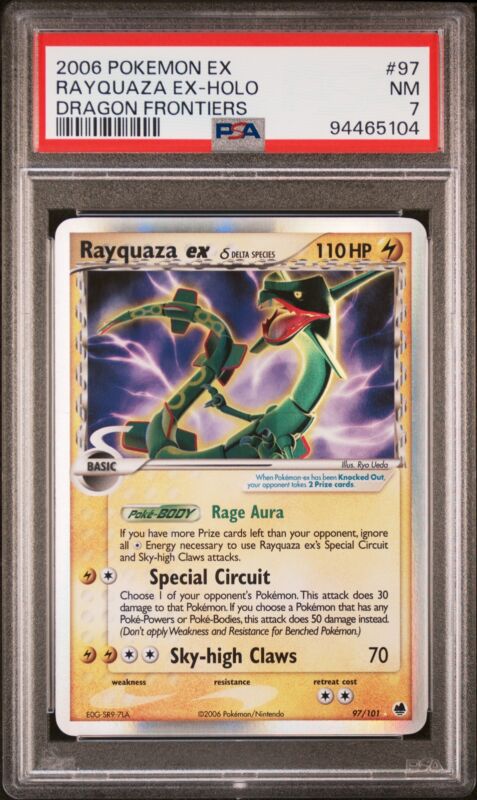 2006 POKEMON EX #97
RAYQUAZA EX-HOLO NM
DRAGON FRONTIERS 7
PSA 94465104
Rayquaza ex δ DELTA SPECIES 110 HP
BASIC
Illus. Ryo Ueda
When Pokémon-ex has been Knocked Out,
your opponent takes 2 Prize cards.
Poké-BODY Rage Aura
If you have more Prize cards left than your opponent, ignore
all Energy necessary to use Rayquaza ex's Special Circuit
and Sky-high Claws attacks.
Special Circuit
Choose 1 of your opponent's Pokémon. This attack does 30
damage to that Pokémon. If you choose a Pokémon that has any
Poké-Powers or Poké-Bodies, this attack does 50 damage instead.
(Don't apply Weakness and Resistance for Benched Pokémon.)
Sky-high Claws 70
weakness resistance retreat cost
E0G-SR9-7LA ©2006 Pokémon/Nintendo 97/101
PSA